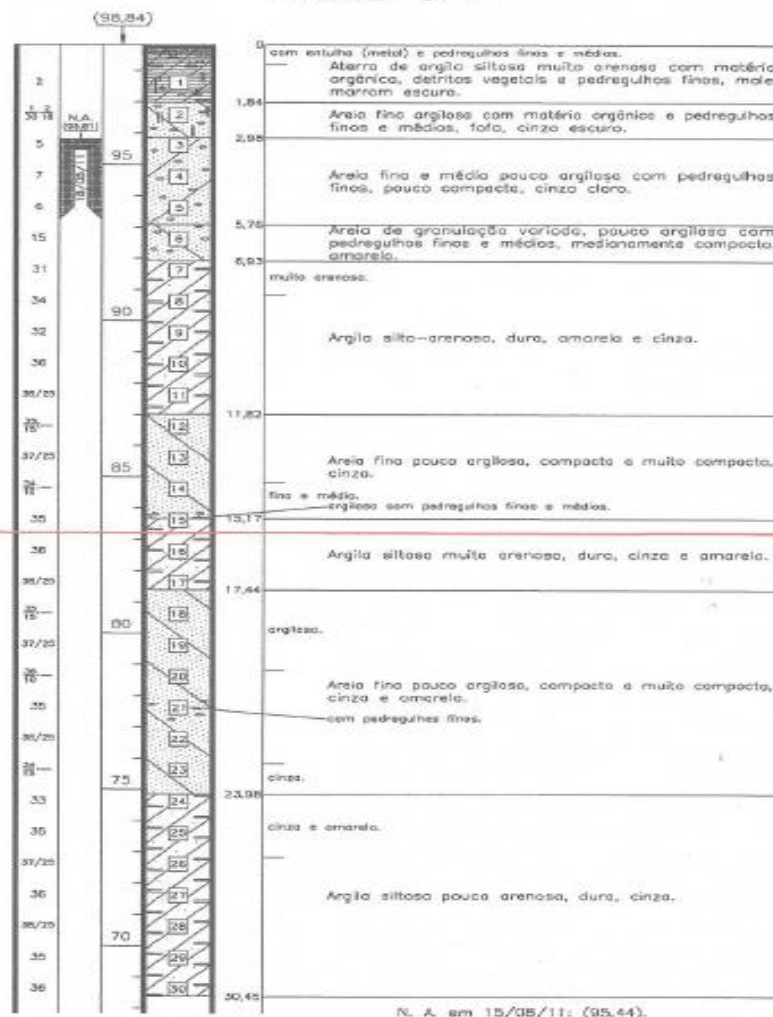 (98,84)
0
com entulho (metal) e pedregulhos finos e médios.
Aterro de argila siltosa muito arenosa com matéria
orgânica, detritos vegetais e pedregulhos finos, mole
marrom escuro.
2
1
1,84
Areia fina argilosa com matéria orgânica e pedregulhos
finos e médios, fofa, cinza escuro.
2
N.A.
2,98
5
3
95
Areia fina e média pouco argilosa com pedregulhos
finos, pouco compacta, cinza claro.
7
4
6
5
5,76
Areia de granulação variada, pouco argilosa com
pedregulhos finos e médios, medianamente compacta
amarela.
15
6
6,93
31
7
muito arenosa.
34
8
90
32
9
Argila silto-arenosa, dura, amarela e cinza.
36
10
11
11,82
12
Areia fina pouco argilosa, compacta a muito compacta,
cinza.
37/25
13
85
14
fina e média.
argilosa com pedregulhos finos e médios.
35
15
16
Argila siltosa muito arenosa, dura, cinza e amarela.
17
17,44
18
80
argilosa.
37/25
19
20
Areia fina pouco argilosa, compacta a muito compacta,
cinza e amarela.
35
21
com pedregulhos finos.
22
23
cinza.
75
23,98
33
24
35
25
cinza e amarela.
37/25
26
36
27
Argila siltosa pouco arenosa, dura, cinza.
28
70
35
29
36
30
30,45
N. A. em 15/08/11: (95,44).